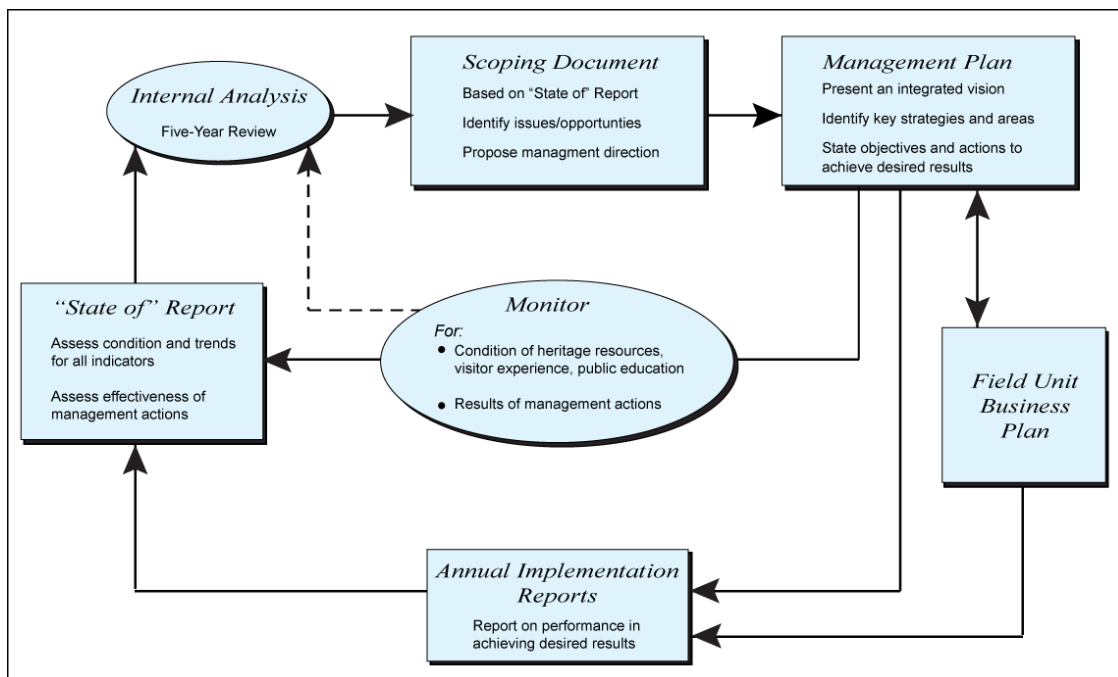 Internal Analysis
Five-Year Review
Scoping Document
Based on “State of” Report
Identify issues/opportunties
Propose managment direction
Management Plan
Present an integrated vision
Identify key strategies and areas
State objectives and actions to
achieve desired results
“State of” Report
Assess condition and trends
for all indicators
Assess effectiveness of
management actions
Monitor
For:
• Condition of heritage resources,
visitor experience, public education
• Results of management actions
Field Unit
Business
Plan
Annual Implementation
Reports
Report on performance in
achieving desired results